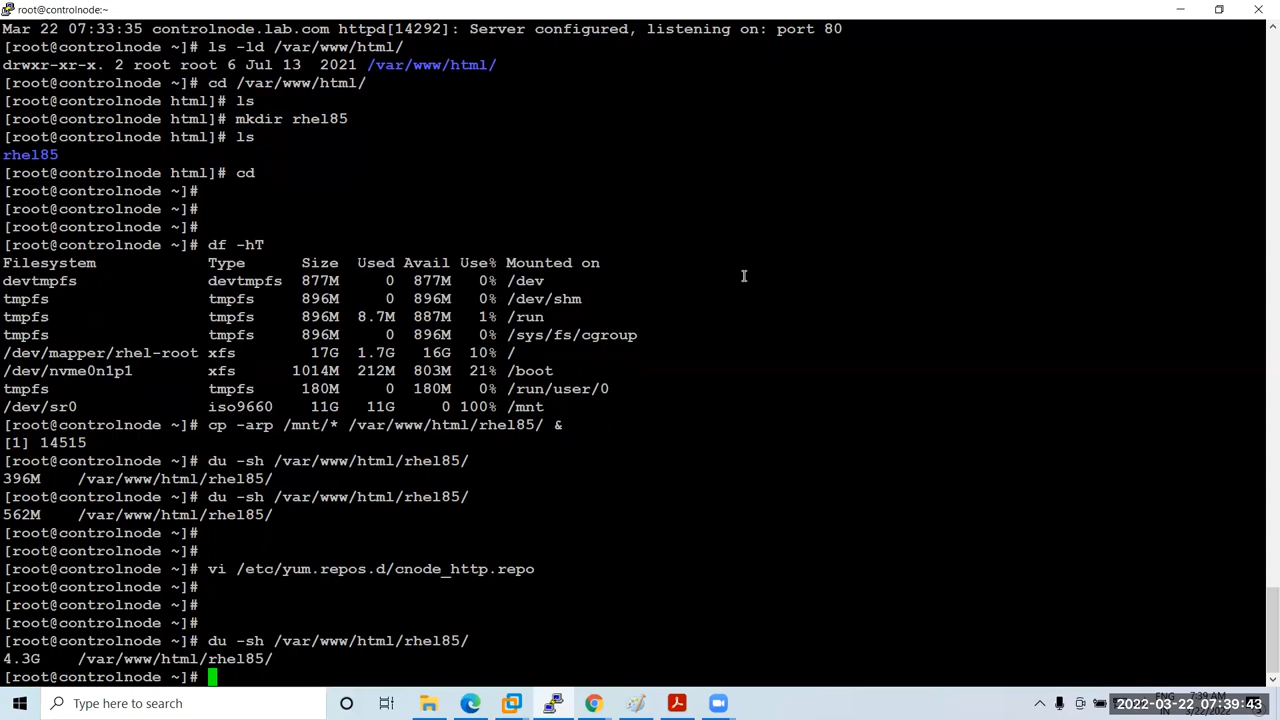 root@controlnode:~
Mar 22 07:33:35 controlnode.lab.com httpd[14292]: Server configured, listening on: port 80
[root@controlnode ~]# ls -ld /var/www/html/
drwxr-xr-x. 2 root root 6 Jul 13  2021 /var/www/html/
[root@controlnode ~]# cd /var/www/html/
[root@controlnode html]# ls
[root@controlnode html]# mkdir rhel85
[root@controlnode html]# ls
rhel85
[root@controlnode html]# cd
[root@controlnode ~]#
[root@controlnode ~]#
[root@controlnode ~]#
[root@controlnode ~]# df -hT
Filesystem            Type      Size  Used Avail Use% Mounted on
devtmpfs              devtmpfs  877M     0  877M   0% /dev
tmpfs                 tmpfs     896M     0  896M   0% /dev/shm
tmpfs                 tmpfs     896M  8.7M  887M   1% /run
tmpfs                 tmpfs     896M     0  896M   0% /sys/fs/cgroup
/dev/mapper/rhel-root xfs        17G  1.7G   16G  10% /
/dev/nvme0n1p1        xfs      1014M  212M  803M  21% /boot
tmpfs                 tmpfs     180M     0  180M   0% /run/user/0
/dev/sr0              iso9660    11G   11G     0 100% /mnt
[root@controlnode ~]# cp -arp /mnt/* /var/www/html/rhel85/ &
[1] 14515
[root@controlnode ~]# du -sh /var/www/html/rhel85/
396M    /var/www/html/rhel85/
[root@controlnode ~]# du -sh /var/www/html/rhel85/
562M    /var/www/html/rhel85/
[root@controlnode ~]#
[root@controlnode ~]#
[root@controlnode ~]# vi /etc/yum.repos.d/cnode_http.repo
[root@controlnode ~]#
[root@controlnode ~]#
[root@controlnode ~]#
[root@controlnode ~]# du -sh /var/www/html/rhel85/
4.3G    /var/www/html/rhel85/
[root@controlnode ~]#
Type here to search
ENG
7:39 AM
2022-03-22 07:39:43